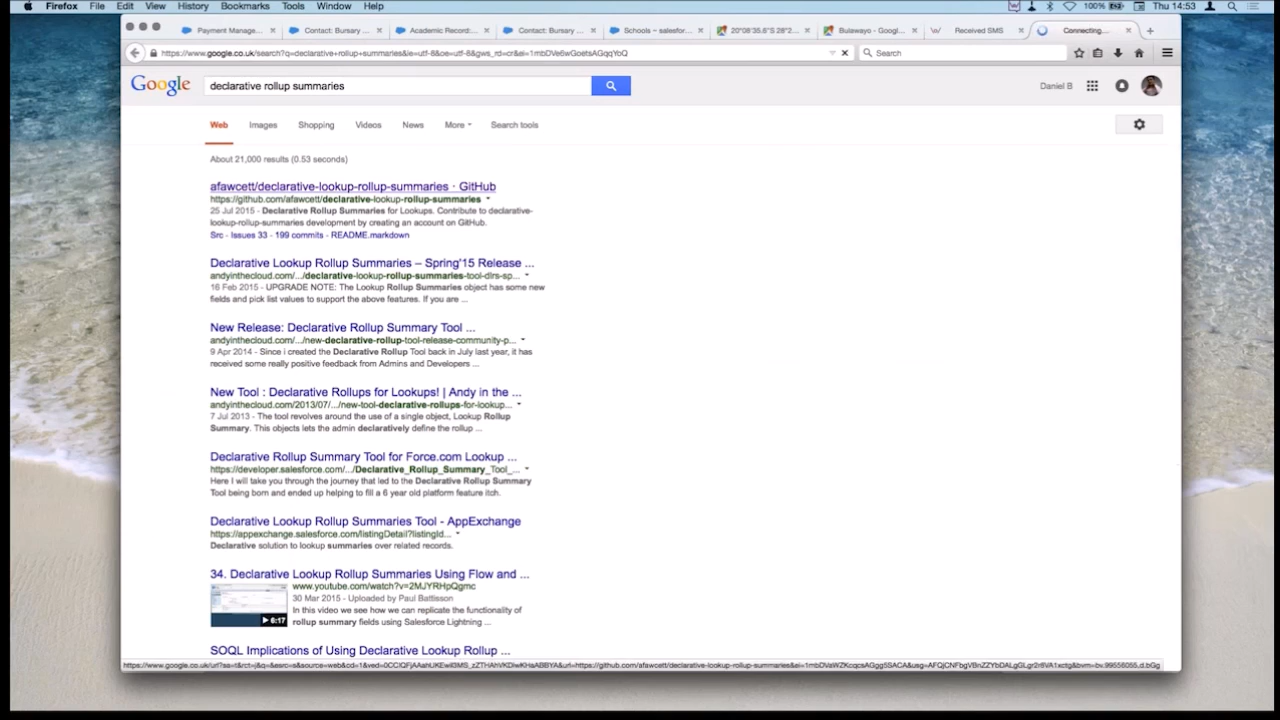 Firefox File Edit View History Bookmarks Tools Window Help 100% Thu 14:53
Payment Manage... Contact: Bursary ... Academic Record:... Contact: Bursary ... Schools ~ salesfor... 20°08'35.6"S 28°2... Bulawayo - Googl... Received SMS Connecting...
https://www.google.co.uk/search?q=declarative+rollup+summaries&ie=utf-8&oe=utf-8&gws_rd=cr&ei=1mbDVe6wGoetsAGqqYoQ Search
Google declarative rollup summaries Daniel B
Web Images Shopping Videos News More Search tools
About 21,000 results (0.53 seconds)
afawcett/declarative-lookup-rollup-summaries · GitHub
https://github.com/afawcett/declarative-lookup-rollup-summaries
25 Jul 2015 - Declarative Rollup Summaries for Lookups. Contribute to declarative-
lookup-rollup-summaries development by creating an account on GitHub.
Src - Issues 33 - 199 commits - README.markdown
Declarative Lookup Rollup Summaries – Spring'15 Release ...
andyinthecloud.com/.../declarative-lookup-rollup-summaries-tool-dlrs-sp...
16 Feb 2015 - UPGRADE NOTE: The Lookup Rollup Summaries object has some new
fields and pick list values to support the above features. If you are ...
New Release: Declarative Rollup Summary Tool ...
andyinthecloud.com/.../new-declarative-rollup-tool-release-community-p...
9 Apr 2014 - Since i created the Declarative Rollup Tool back in July last year, it has
received some really positive feedback from Admins and Developers ...
New Tool : Declarative Rollups for Lookups! | Andy in the ...
andyinthecloud.com/2013/07/.../new-tool-declarative-rollups-for-lookup...
7 Jul 2013 - The tool revolves around the use of a single object, Lookup Rollup
Summary. This objects lets the admin declaratively define the rollup ...
Declarative Rollup Summary Tool for Force.com Lookup ...
https://developer.salesforce.com/.../Declarative_Rollup_Summary_Tool_...
Here I will take you through the journey that led to the Declarative Rollup Summary
Tool being born and ended up helping to fill a 6 year old platform feature itch.
Declarative Lookup Rollup Summaries Tool - AppExchange
https://appexchange.salesforce.com/listingDetail?listingId...
Declarative solution to lookup summaries over related records.
34. Declarative Lookup Rollup Summaries Using Flow and ...
www.youtube.com/watch?v=2MJYRHpQgmc
30 Mar 2015 - Uploaded by Paul Battisson
In this video we see how we can replicate the functionality of
6:17 rollup summary fields using Salesforce Lightning ...
SOQL Implications of Using Declarative Lookup Rollup ...